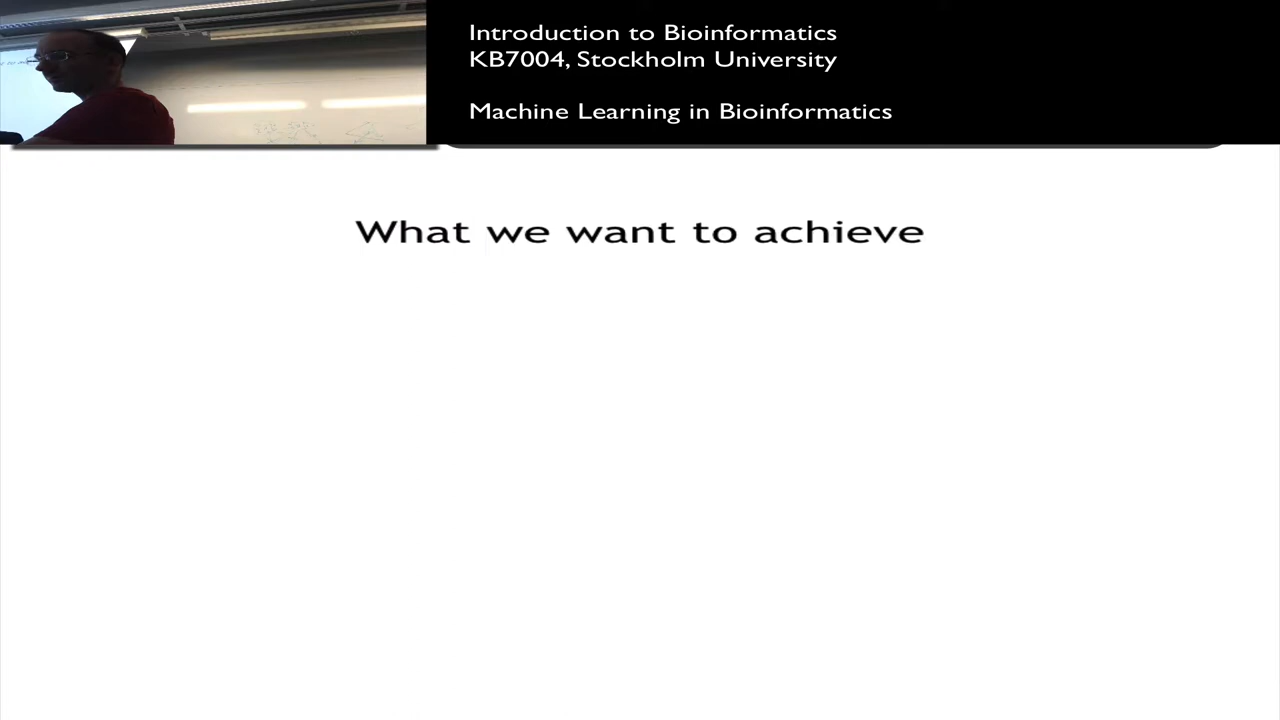 Introduction to Bioinformatics
KB7004, Stockholm University
Machine Learning in Bioinformatics
What we want to achieve